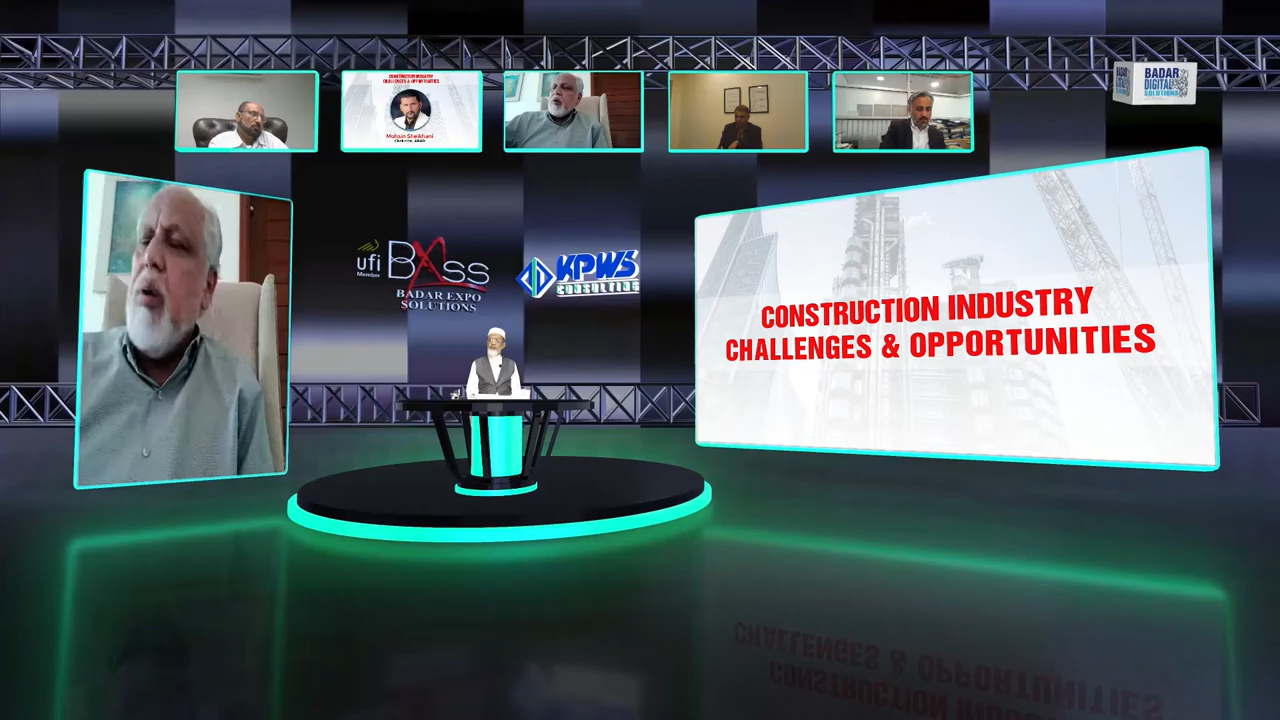 CONSTRUCTION INDUSTRY
CHALLENGES & OPPORTUNITIES
Mohsin Sheikhani
BADAR
DIGITAL
SOLUTIONS
ufi
Member
BASS
BADAR EXPO
SOLUTIONS
KPWS
CONSULTING
CONSTRUCTION INDUSTRY
CHALLENGES & OPPORTUNITIES